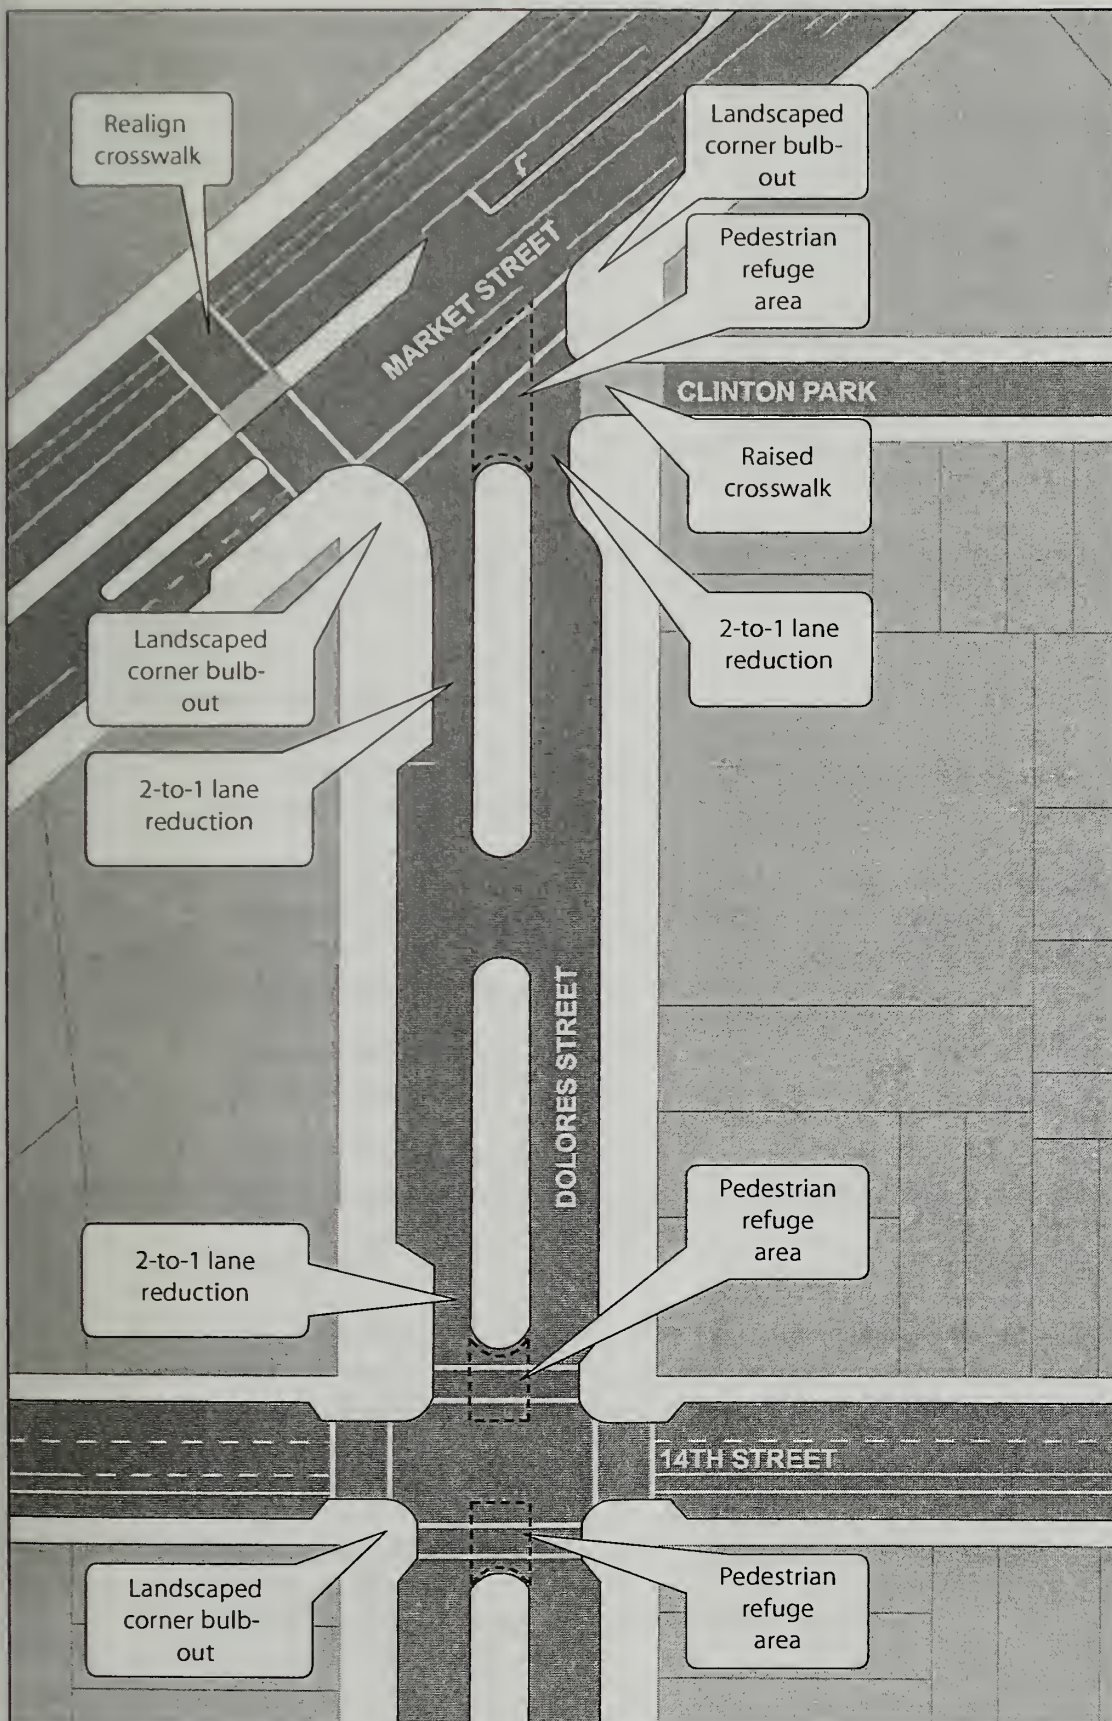 Realign
crosswalk
Landscaped
corner bulb-
out
Pedestrian
refuge
area
MARKET STREET
CLINTON PARK
Raised
crosswalk
2-to-1 lane
reduction
Landscaped
corner bulb-
out
2-to-1 lane
reduction
DOLORES STREET
Pedestrian
refuge
area
2-to-1 lane
reduction
14TH STREET
Landscaped
corner bulb-
out
Pedestrian
refuge
area